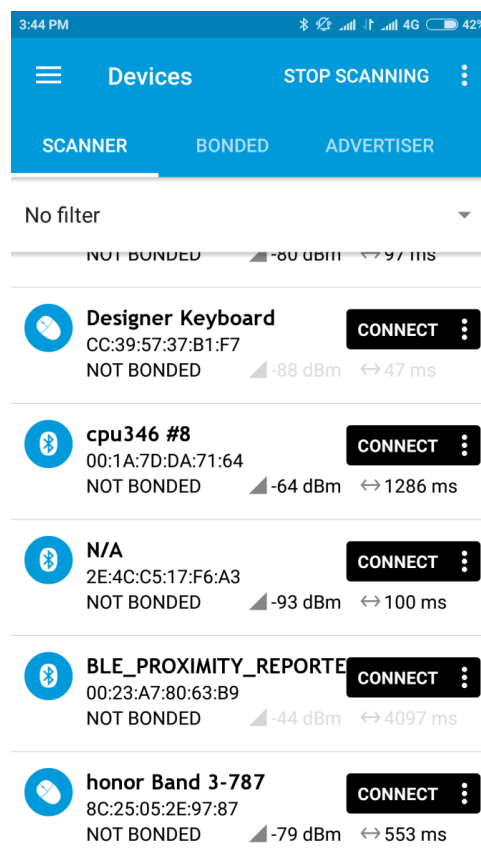 3:44 PM 4G 42%
Devices STOP SCANNING
SCANNER BONDED ADVERTISER
No filter
NOT BONDED -80 dBm 97 ms
Designer Keyboard
CONNECT
CC:39:57:37:B1:F7
NOT BONDED -88 dBm 47 ms
cpu346 #8
CONNECT
00:1A:7D:DA:71:64
NOT BONDED -64 dBm 1286 ms
N/A
CONNECT
2E:4C:C5:17:F6:A3
NOT BONDED -93 dBm 100 ms
BLE_PROXIMITY_REPORTE
CONNECT
00:23:A7:80:63:B9
NOT BONDED -44 dBm 4097 ms
honor Band 3-787
CONNECT
8C:25:05:2E:97:87
NOT BONDED -79 dBm 553 ms